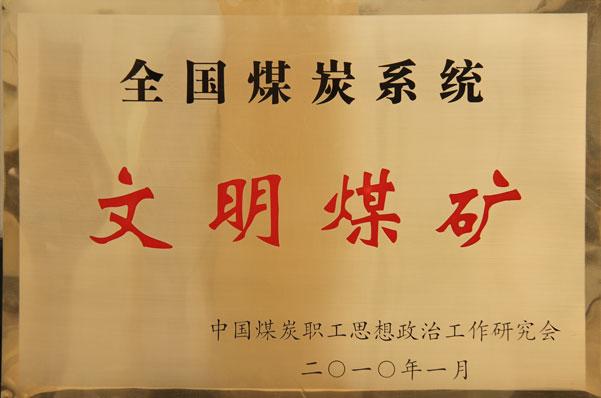 全国煤炭系统
文明煤矿
中国煤炭职工思想政治工作研究会
二〇一〇年一月